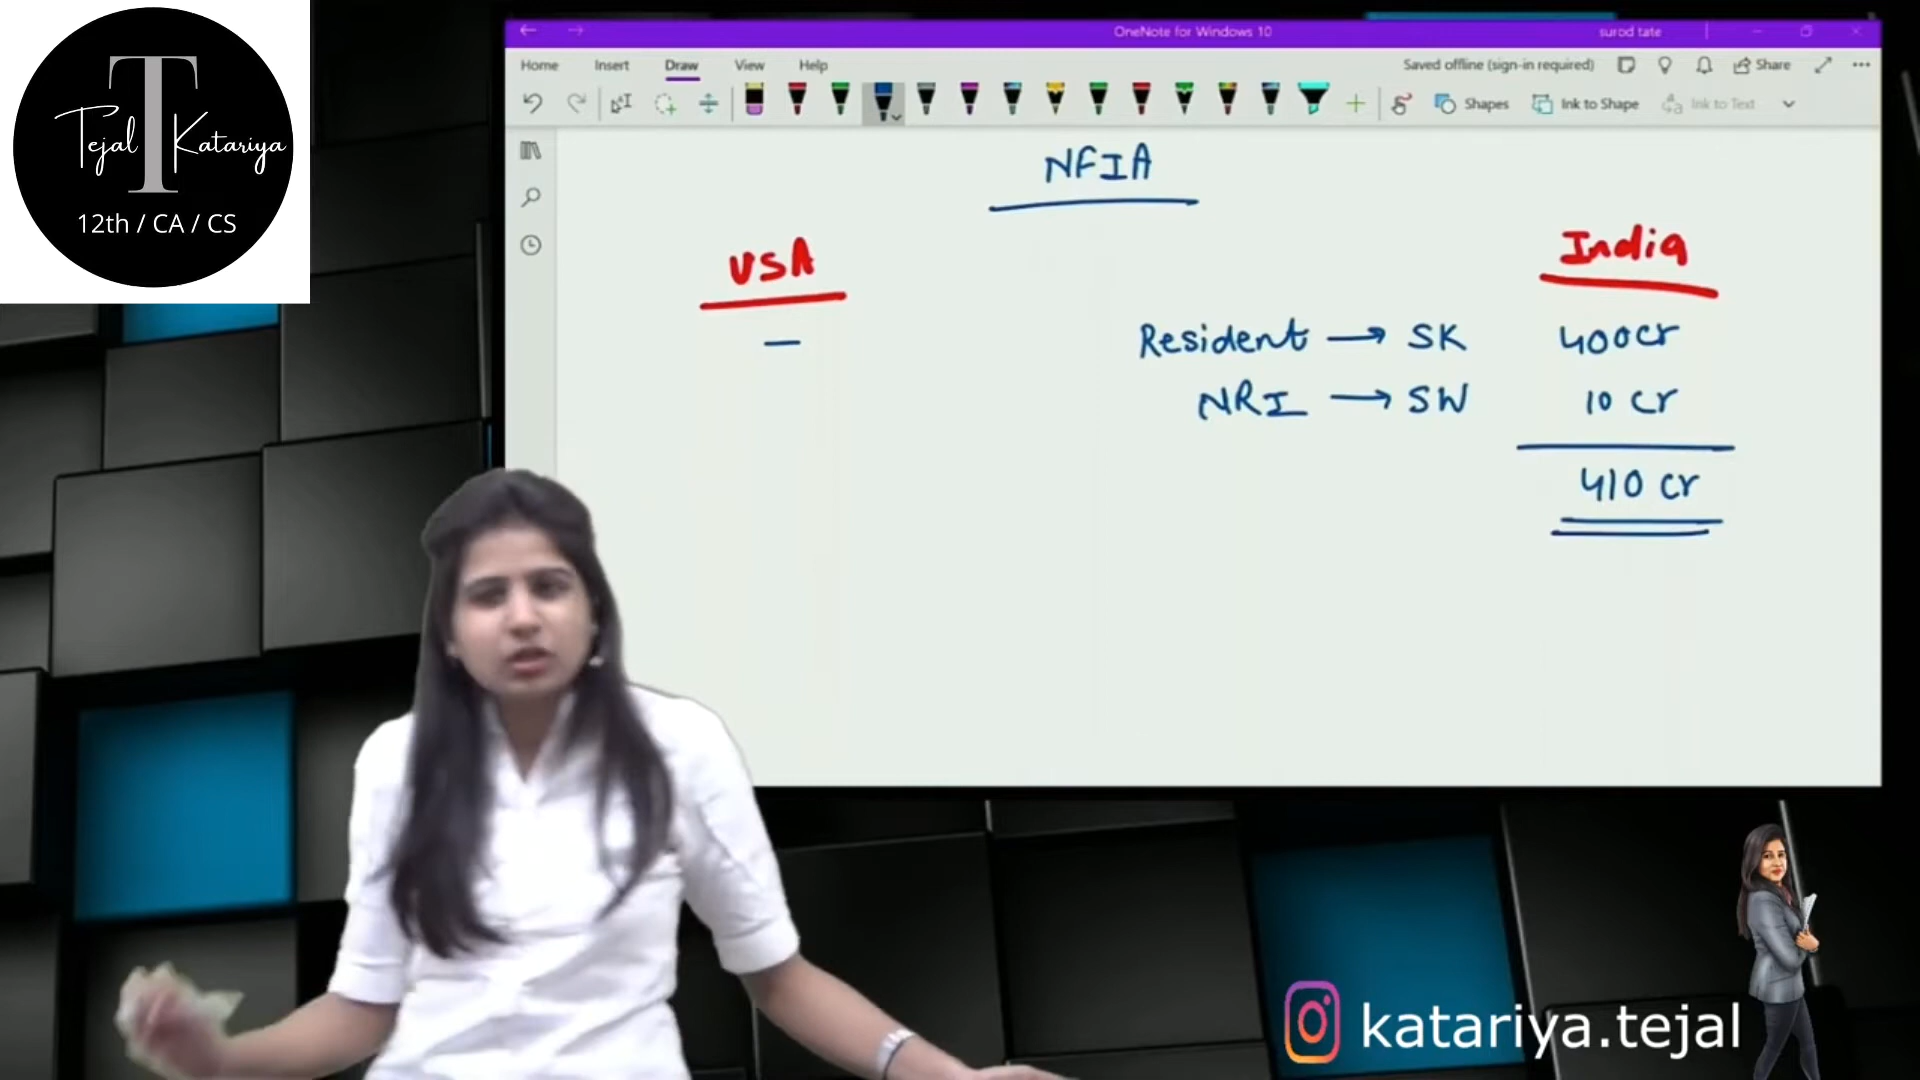 Tejal T Katariya
12th / CA / CS
OneNote for Windows 10
surod tate
Home Insert Draw View Help
Saved offline (sign-in required)
Share
Shapes
Ink to Shape
Ink to Text
NFIA
USA
India
—
Resident → SK 400cr
NRI → SW 10 cr
410 cr
katariya.tejal